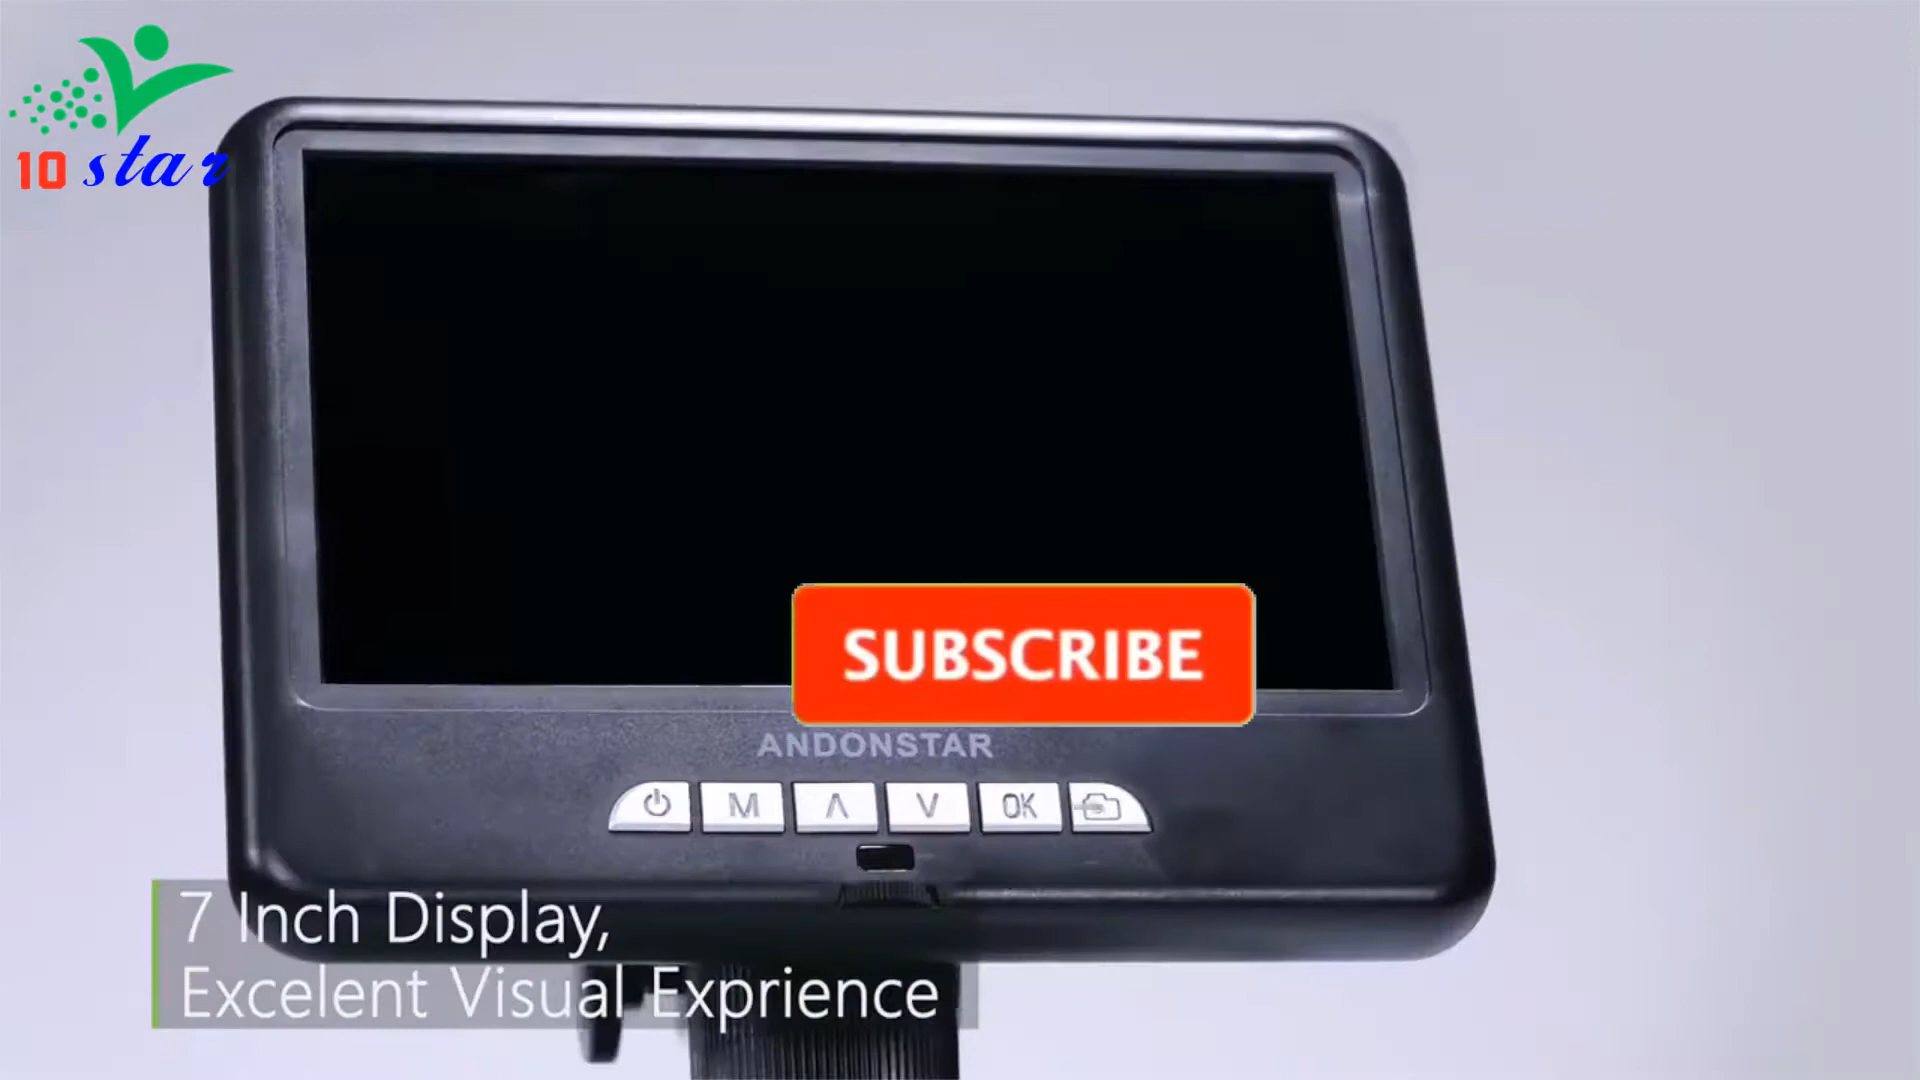 10 star
SUBSCRIBE
ANDONSTAR
M
Λ
V
OK
7 Inch Display,
Excelent Visual Exprience